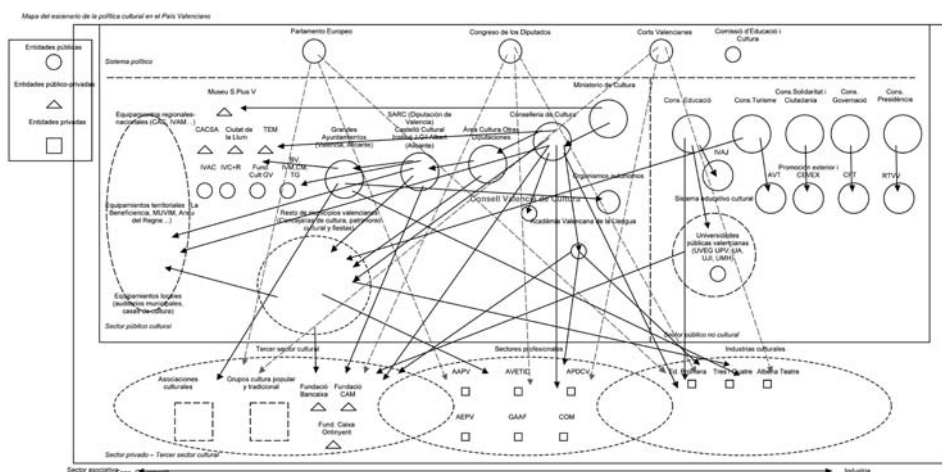 Mapa del escenario de la política cultural en el País Valenciano
Entidades públicas
Entidades público-privadas
Entidades privadas
Parlamento Europeo
Congreso de los Diputados
Corts Valencianes
Comissió d'Educació i
Cultura
Sistema político
Museu S.Pius V
Ministerio de Cultura
Equipamientos regionales-
nacionales (CAC, IVAM…)
CACSA
Ciutat de
la Llum
TEM
Grandes
Ayuntamientos
(Valencia, Alicante)
SARC (Diputación de
Valencia)
Castelló Cultural
(Alicante)
Área Cultura Otras
Diputaciones
Conselleria de Cultura
Cons. Educació
Cons.Turisme
Cons.Solidaritat i
Ciutadania
Cons.
Governació
Cons.
Presidència
IVAC
IVC+R
Fund
Cult GV
TG
Organismos autónomos
IVAJ
AVT
Promoción exterior i
CEVEX
RTVV
Sistema educativo cultural
Consell Valencià de Cultura
Acadèmia Valenciana de la Llengua
Equipamientos territoriales (La
Beneficencia, MUVIM, Arxiu
del Regne…)
Resto de municipios valencianos
(Concejarías de cultura, patrimonio
cultural y fiestas)
Universidades
públicas valencianas
(UVEG UPV, UA,
UJI, UMH)
Equipamientos locales
(auditorios municipales,
casas de cultura)
Sector público cultural
Sector público no cultural
Tercer sector cultural
Sectores profesionales
Industrias culturales
Asociaciones
culturales
Grupos cultura popular
y tradicional
Fundació
Bancaixa
Fundació
CAM
Fund. Caixa
Ontinyent
AAPV
AVETID
APDCV
Ed. Bromera
Tres i Quatre
Albena Teatre
AEPV
GAAF
COM
Sector privado – Tercer sector cultural
Sector asociativo
Industria